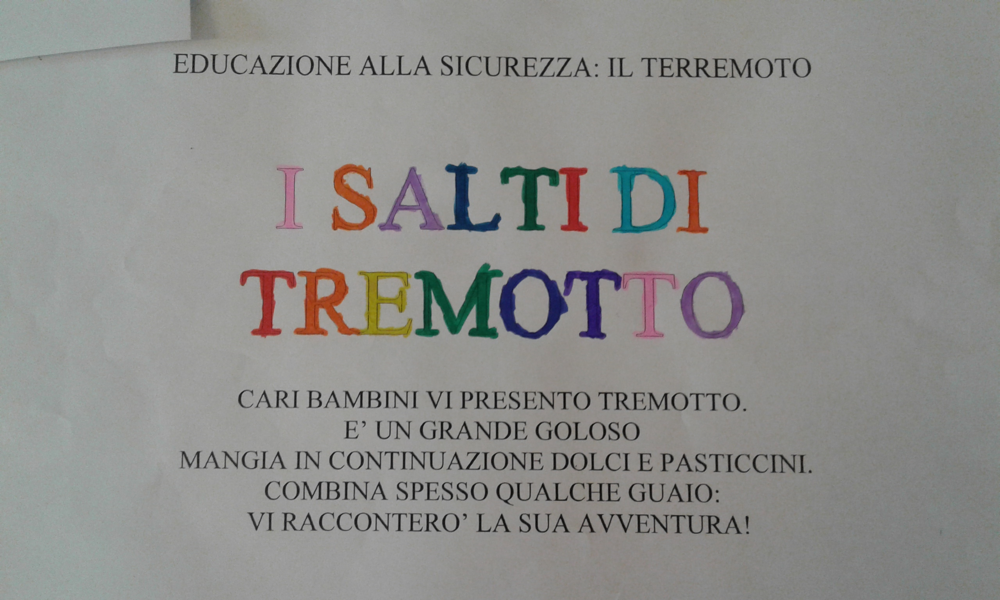 EDUCAZIONE ALLA SICUREZZA: IL TERREMOTO
I SALTI DI
TREMOTTO
CARI BAMBINI VI PRESENTO TREMOTTO.
E’ UN GRANDE GOLOSO
MANGIA IN CONTINUAZIONE DOLCI E PASTICCINI.
COMBINA SPESSO QUALCHE GUAIO:
VI RACCONTERO’ LA SUA AVVENTURA!